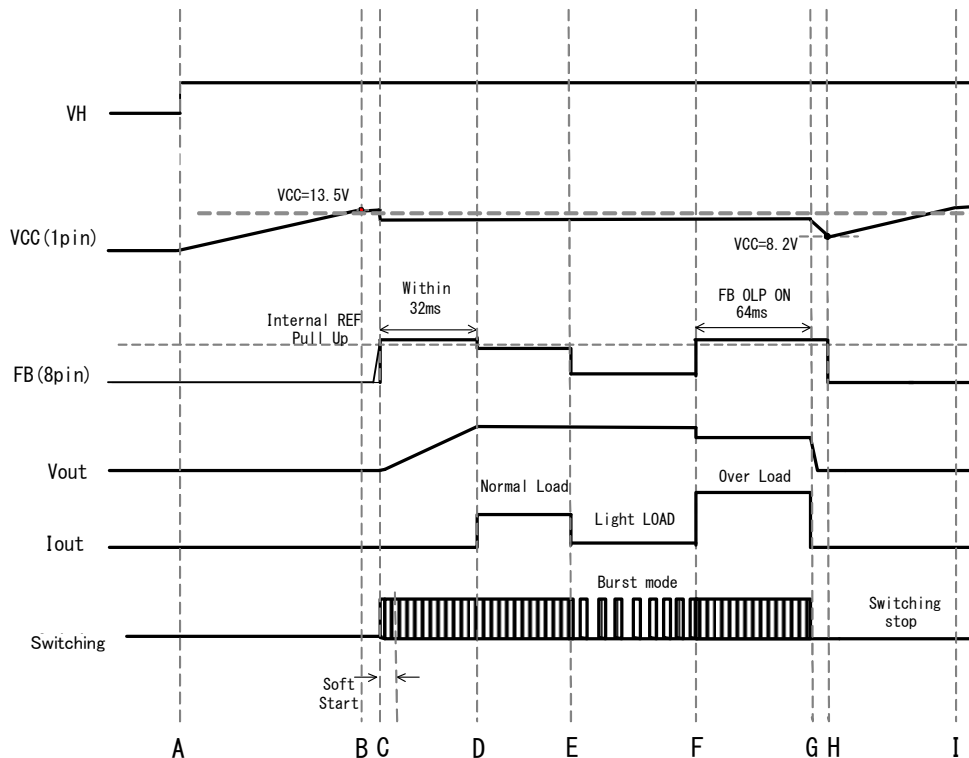 VH
VCC=13.5V
VCC(1pin)
VCC=8.2V
Within
32ms
FB OLP ON
64ms
Internal REF
Pull Up
FB(8pin)
Vout
Normal Load
Over Load
Light LOAD
Iout
Burst mode
Switching
stop
Switching
Soft
Start
A B C D E F G H I